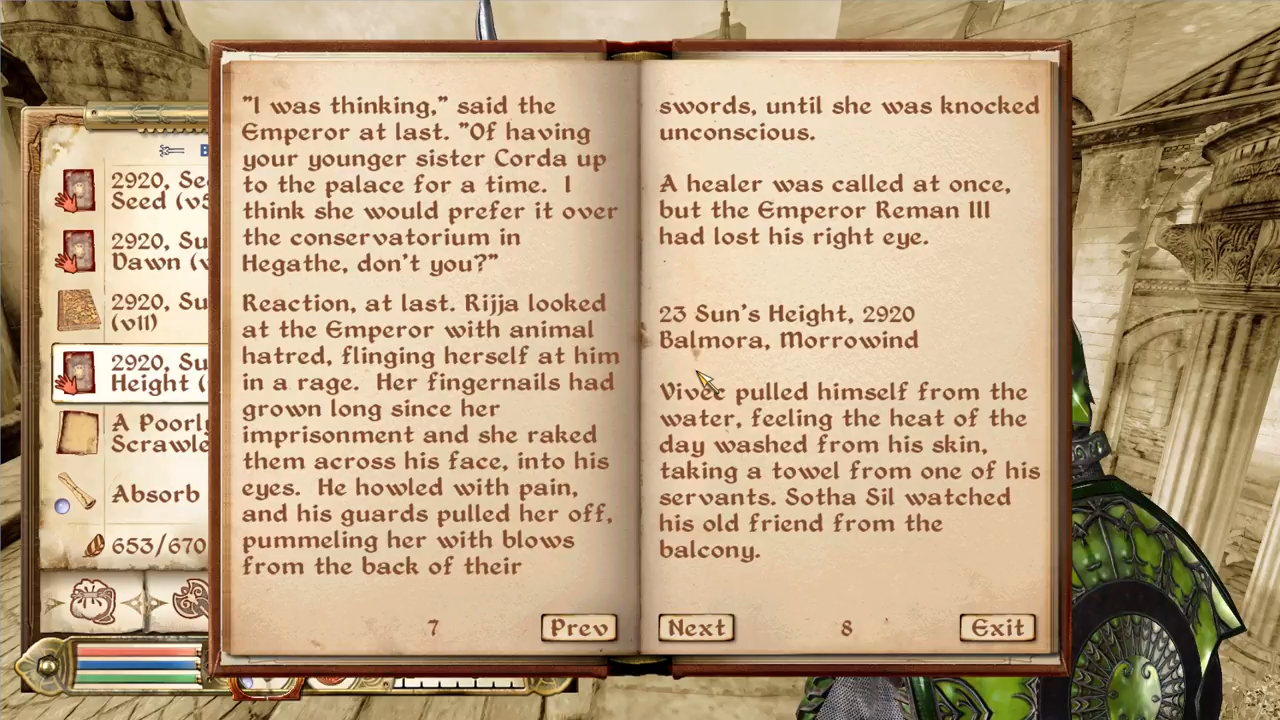 "I was thinking," said the
Emperor at last. "Of having
your younger sister Corda up
to the palace for a time. I
think she would prefer it over
the conservatorium in
Hegathe, don't you?"
Reaction, at last. Rijja looked
at the Emperor with animal
hatred, flinging herself at him
in a rage. Her fingernails had
grown long since her
imprisonment and she raked
them across his face, into his
eyes. He howled with pain,
and his guards pulled her off,
pummeling her with blows
from the back of their
7
Prev
swords, until she was knocked
unconscious.
A healer was called at once,
but the Emperor Reman III
had lost his right eye.
23 Sun's Height, 2920
Balmora, Morrowind
Vivec pulled himself from the
water, feeling the heat of the
day washed from his skin,
taking a towel from one of his
servants. Sotha Sil watched
his old friend from the
balcony.
Next
8
Exit
2920, See
Seed (v5
2920, Su
Dawn (v
2920, Su
(v11)
2920, Su
Height (
A Poorly
Scrawle
Absorb
653/670